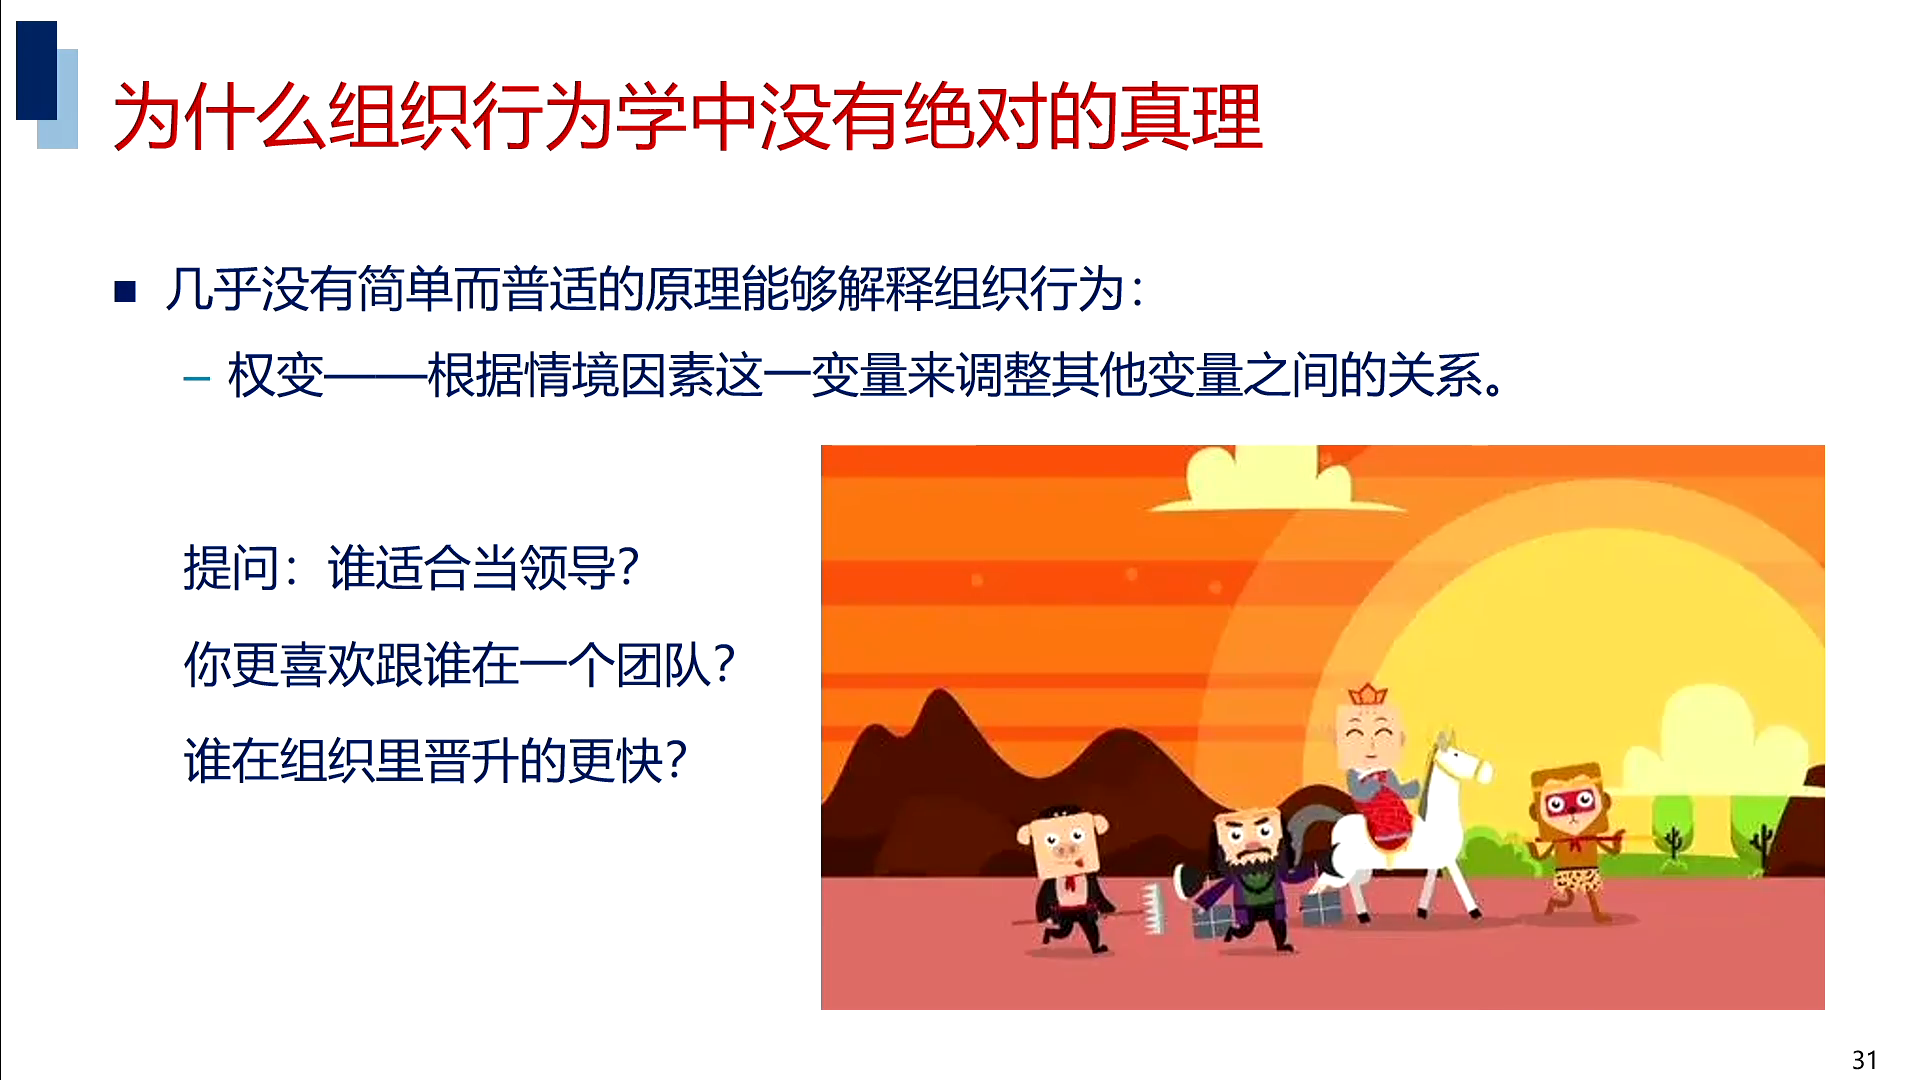 为什么组织行为学中没有绝对的真理
■ 几乎没有简单而普适的原理能够解释组织行为：
– 权变——根据情境因素这一变量来调整其他变量之间的关系。
提问：谁适合当领导？
你更喜欢跟谁在一个团队？
谁在组织里晋升的更快？
31